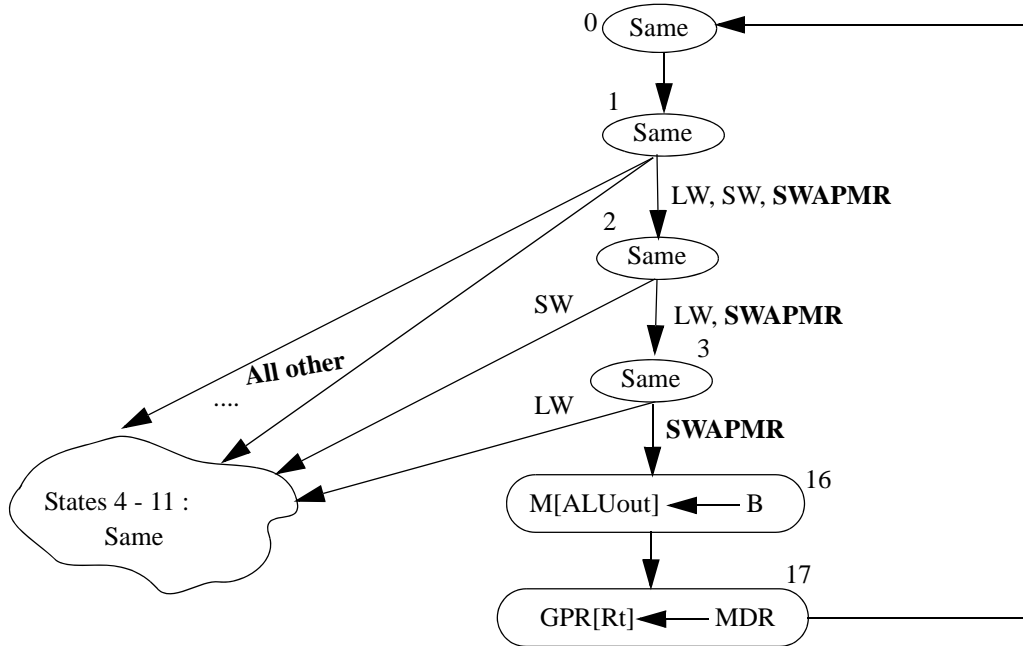 0
Same
1
Same
LW, SW, SWAPMR
2
Same
SW
LW, SWAPMR
All other
....
3
Same
LW
SWAPMR
16
M[ALUout] B
States 4 - 11 :
Same
17
GPR[Rt] MDR